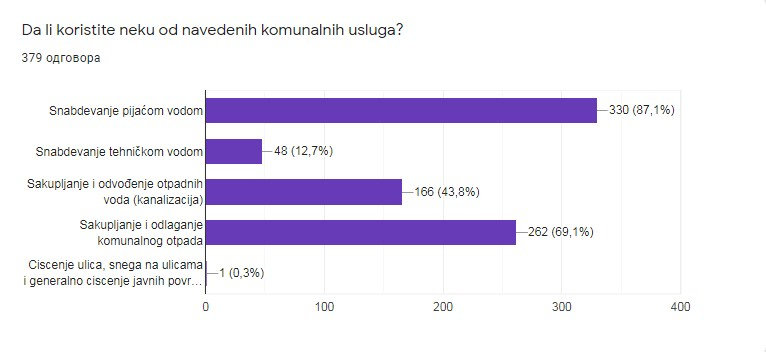 Da li koristite neku od navedenih komunalnih usluga?
379 одговора
Snabdevanje pijaćom vodom
330 (87,1%)
Snabdevanje tehničkom vodom
48 (12,7%)
Sakupljanje i odvođenje otpadnih
voda (kanalizacija)
166 (43,8%)
Sakupljanje i odlaganje
komunalnog otpada
262 (69,1%)
Ciscenje ulica, snega na ulicama
i generalno ciscenje javnih povr...
1 (0,3%)
0
100
200
300
400